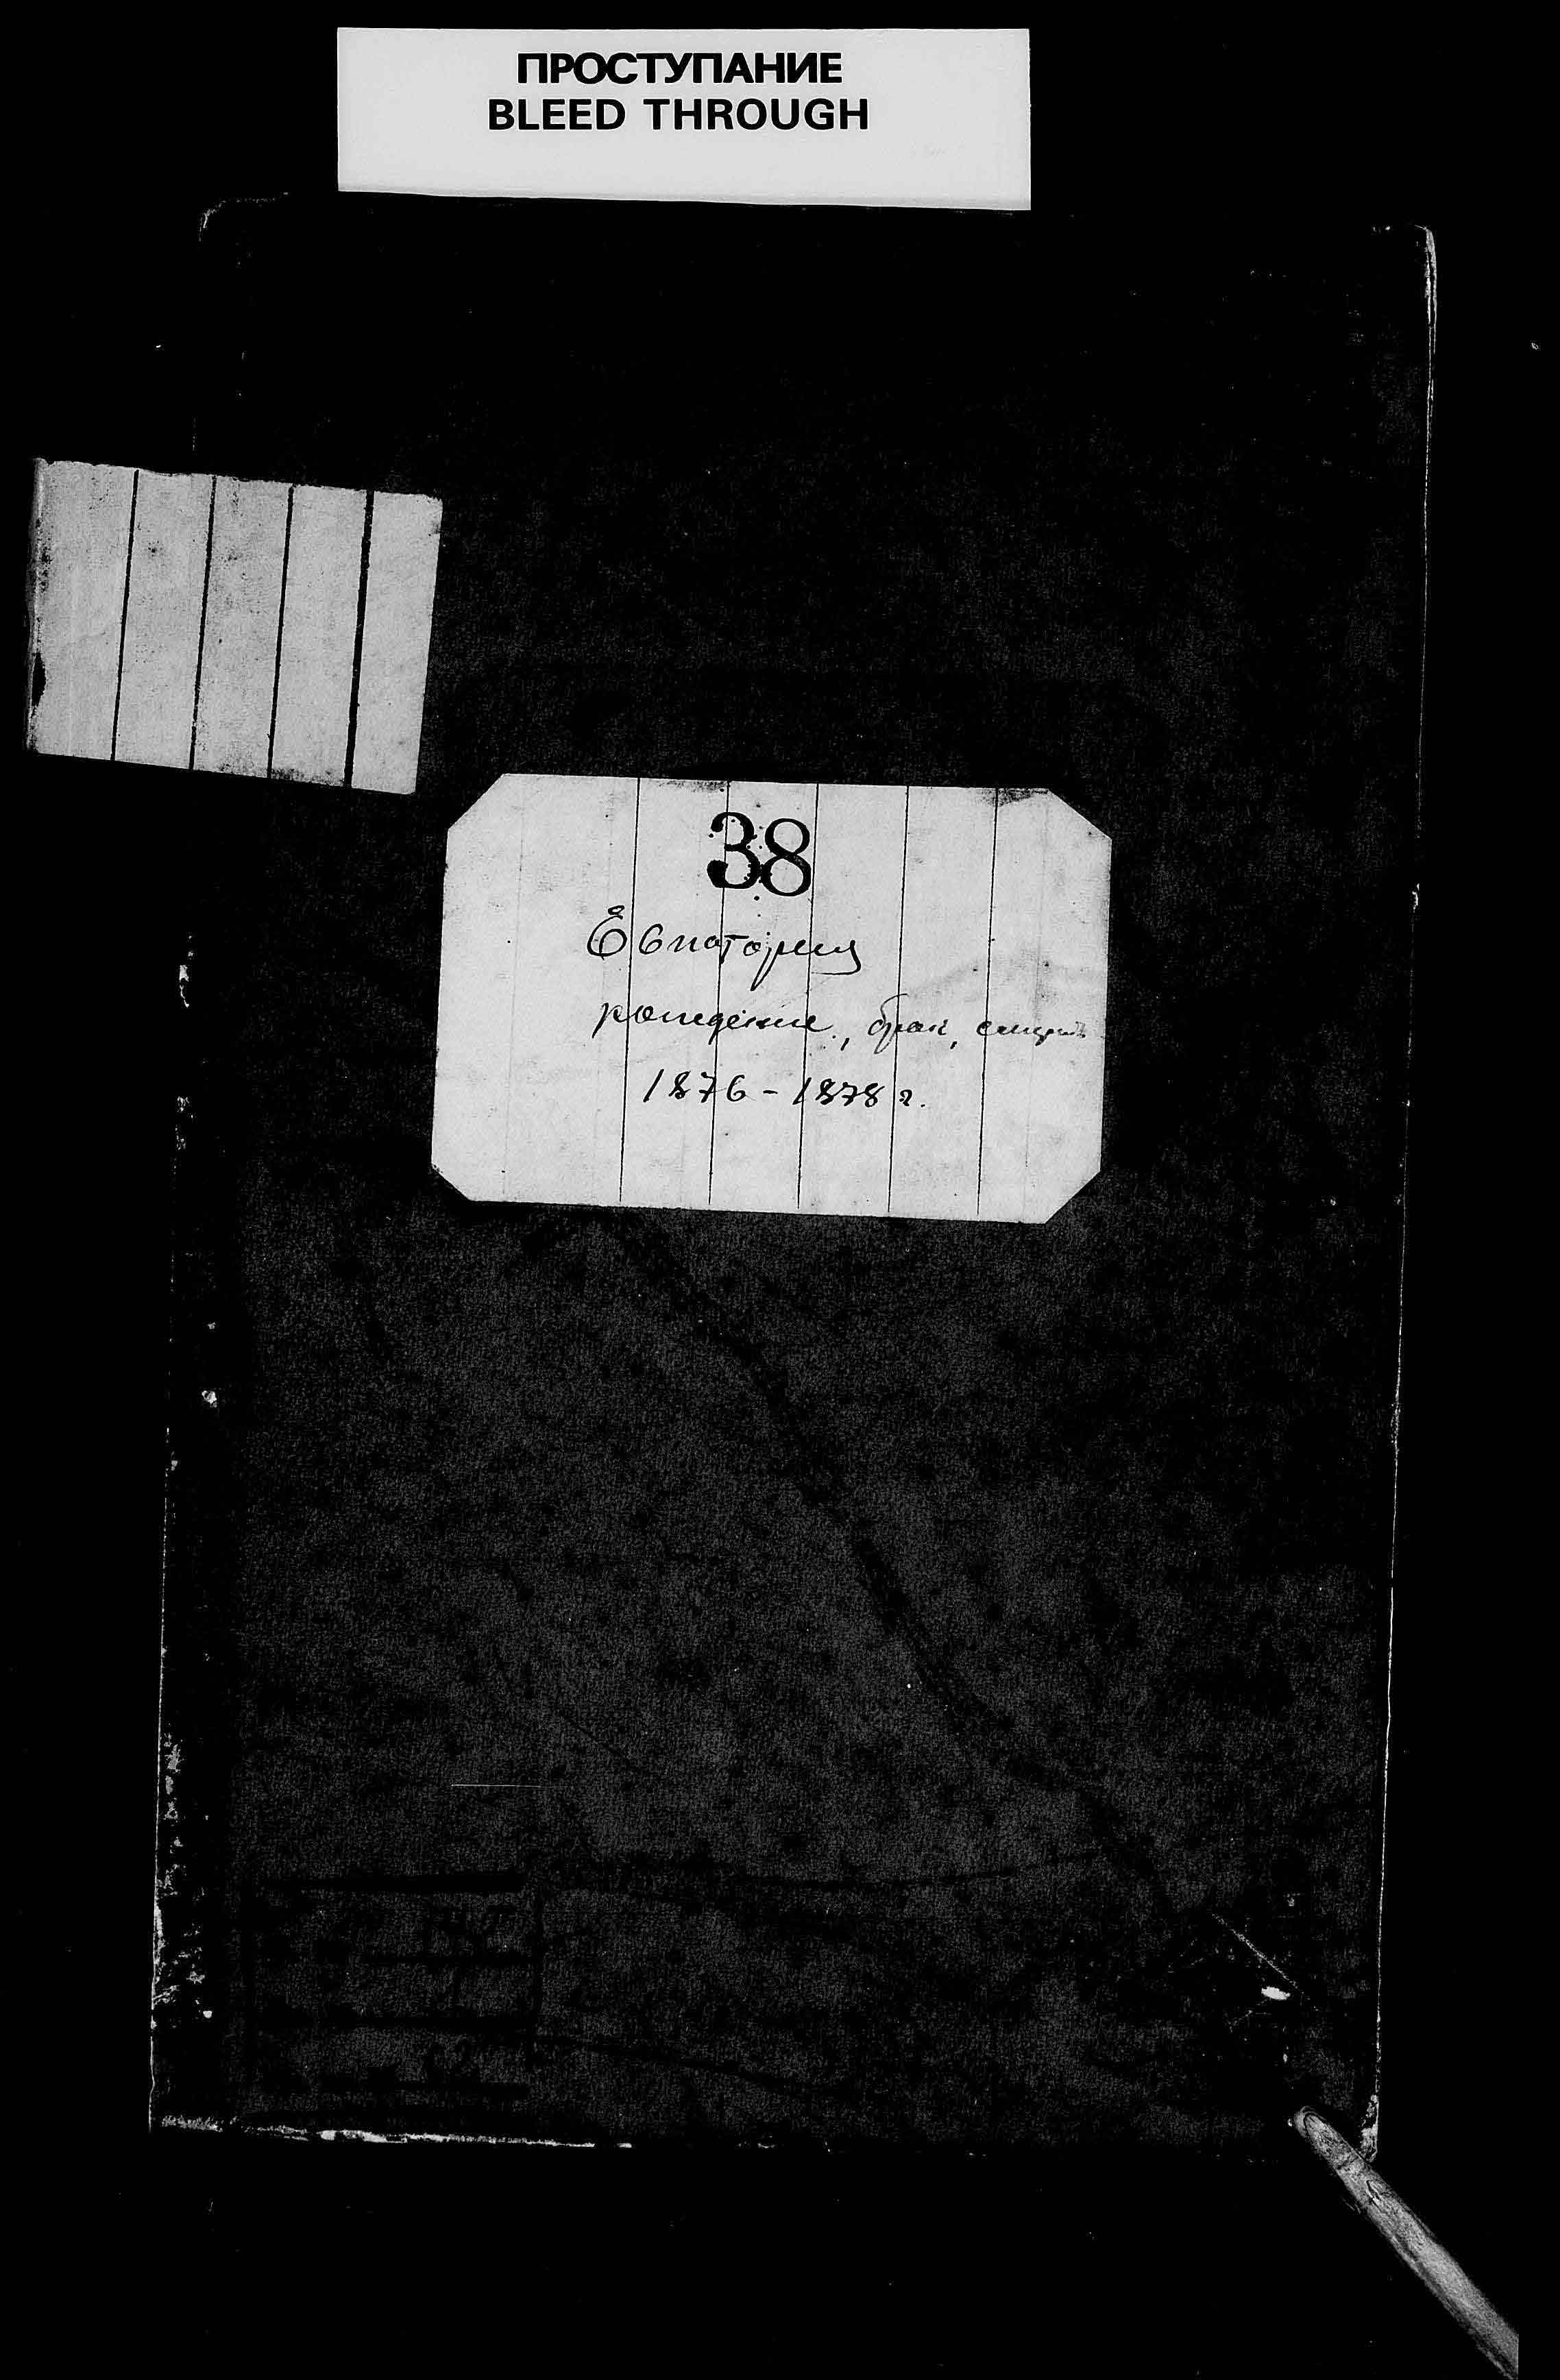 ПРОСТУПАНИЕ
BLEED THROUGH
38
Евпатория
рождение, брак, смерть
1876 - 1878 г.